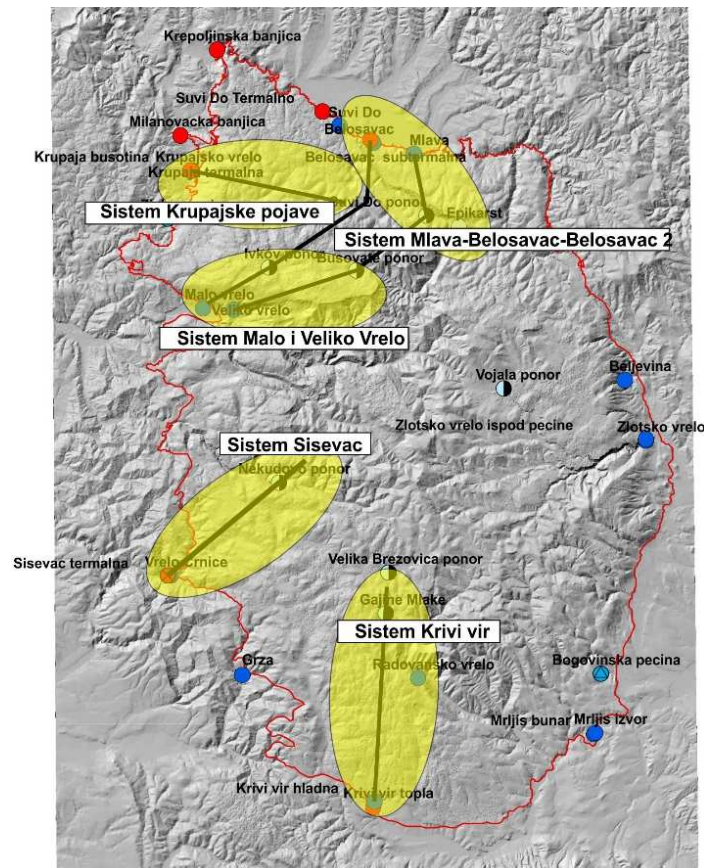 Krepoljinska banjica
Suvi Do Termalno
Suvi Do
Milanovacka banjica
Belosavac
Mlava
Krupaja busotina
Krupajsko vrelo
Belosavac subtermalna
Krupaja termalna
Suvi Do ponor
Epikarst
Sistem Krupajske pojave
Sistem Mlava-Belosavac-Belosavac 2
Ivkov ponor
Busovate ponor
Malo vrelo
Veliko vrelo
Sistem Malo i Veliko Vrelo
Vojala ponor
Beljevina
Zlotsko vrelo ispod pecine
Zlotsko vrelo
Sistem Sisevac
Nekudovo ponor
Sisevac termalna
Vrelo Crnice
Velika Brezovica ponor
Gajine Mlake
Sistem Krivi vir
Grza
Radovansko vrelo
Bogovinska pecina
Mrljis bunar
Mrljis Izvor
Krivi vir hladna
Krivi vir topla